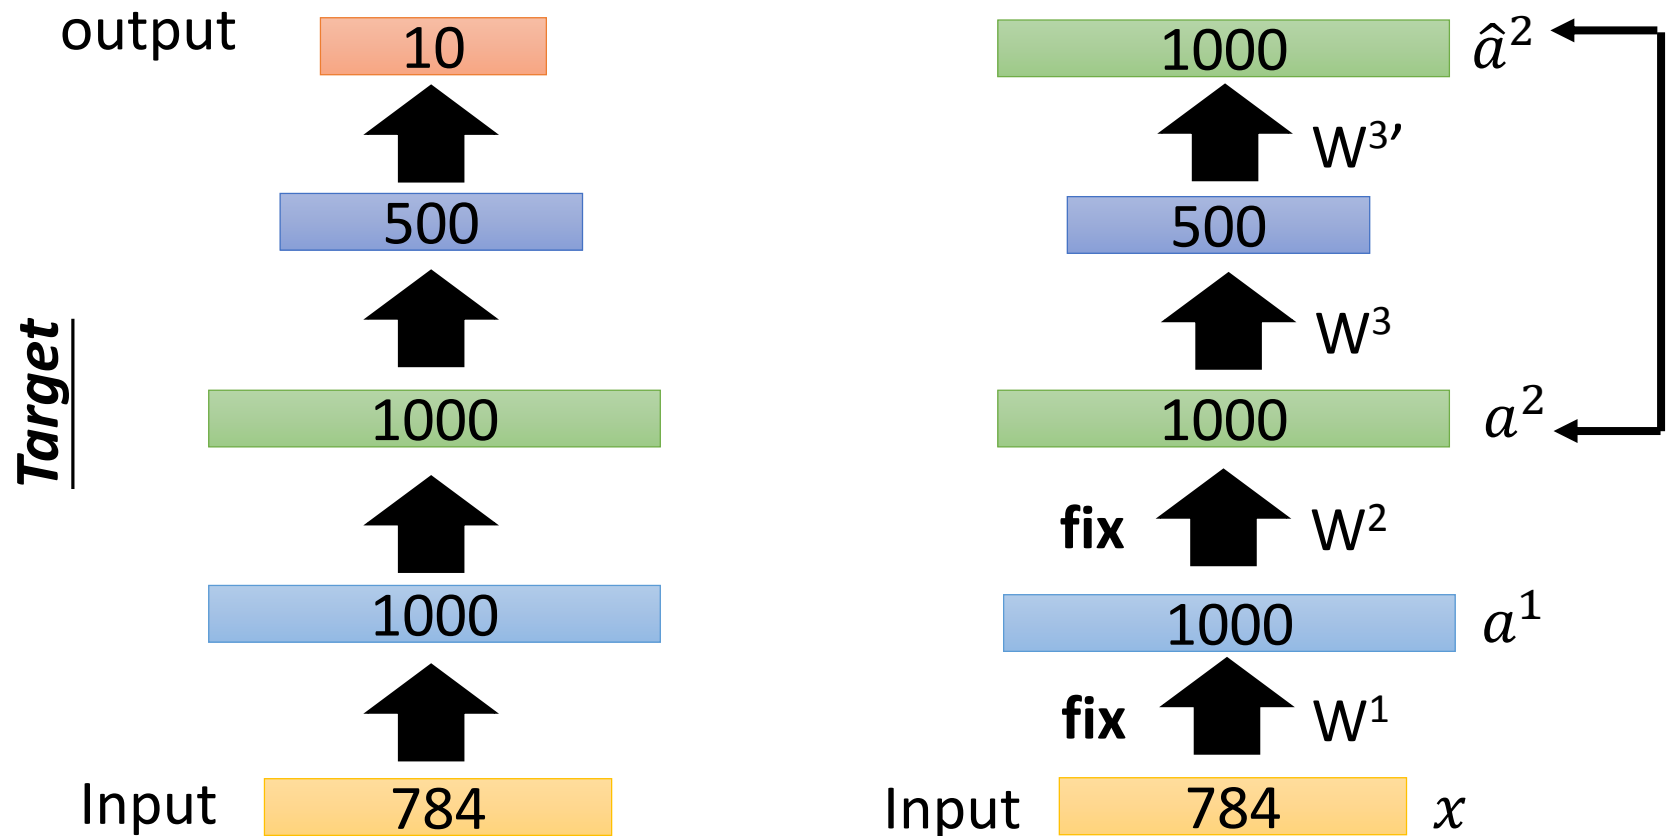 output
10
500
Target
1000
1000
Input
784
1000
â²
W³′
500
W³
1000
a²
fix
W²
1000
a¹
fix
W¹
Input
784
x